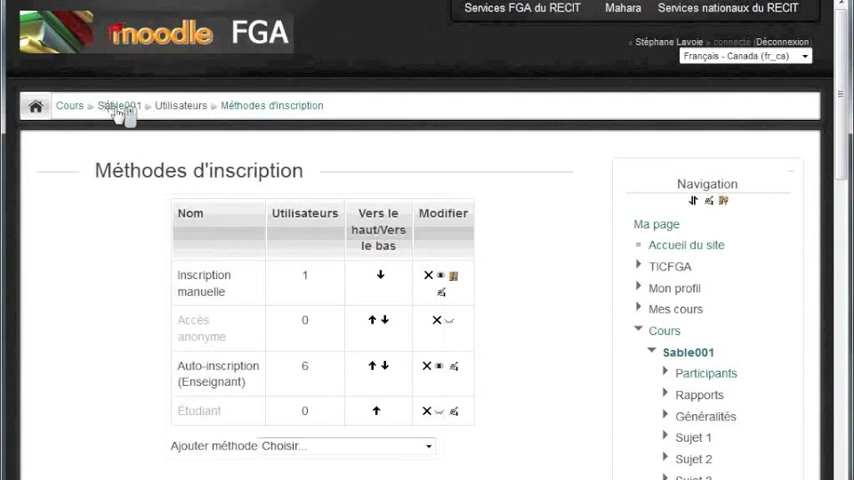 Services FGA du RECIT Mahara Services nationaux du RECIT
moodle FGA
« Stéphane Lavoie » connecté (Déconnexion)
Français - Canada (fr_ca)
Cours Sable001 Utilisateurs Méthodes d'inscription
Méthodes d'inscription
Nom Utilisateurs Vers le haut/Vers le bas Modifier
Inscription manuelle 1
Accès anonyme 0
Auto-inscription (Enseignant) 6
Étudiant 0
Ajouter méthode Choisir...
Navigation
Ma page
Accueil du site
TICFGA
Mon profil
Mes cours
Cours
Sable001
Participants
Rapports
Généralités
Sujet 1
Sujet 2
Sujet 3